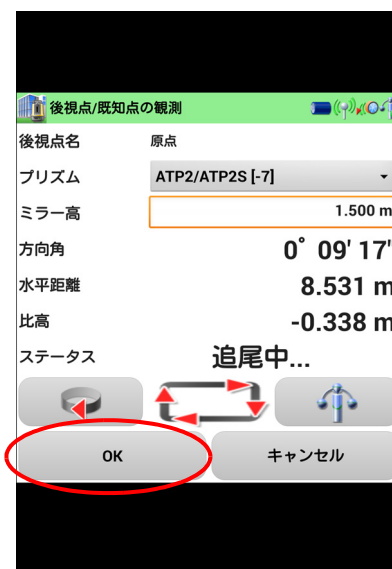 後視点/既知点の観測
後視点名 原点
プリズム ATP2/ATP2S [-7]
ミラー高 1.500 m
方向角 0° 09' 17"
水平距離 8.531 m
比高 -0.338 m
ステータス 追尾中...
OK キャンセル